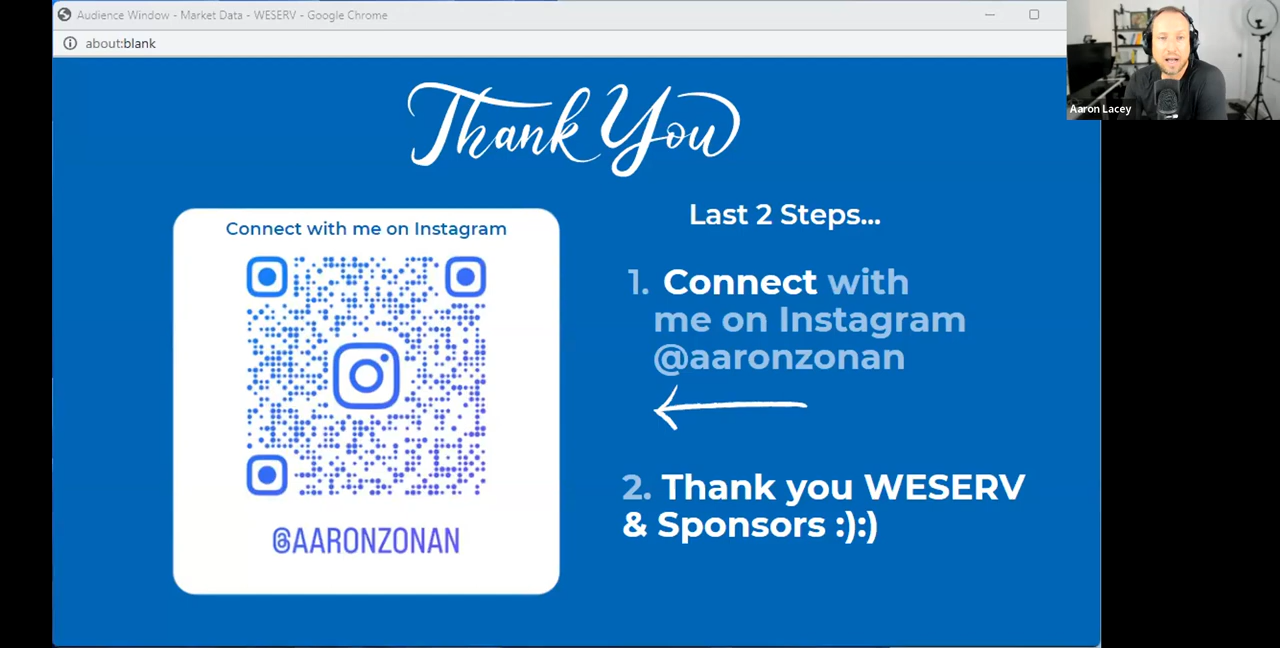 Audience Window - Market Data - WESERV - Google Chrome
about:blank
Aaron Lacey
Thank You
Connect with me on Instagram
@AARONZONAN
Last 2 Steps...
1. Connect with
me on Instagram
@aaronzonan
2. Thank you WESERV
& Sponsors :):)